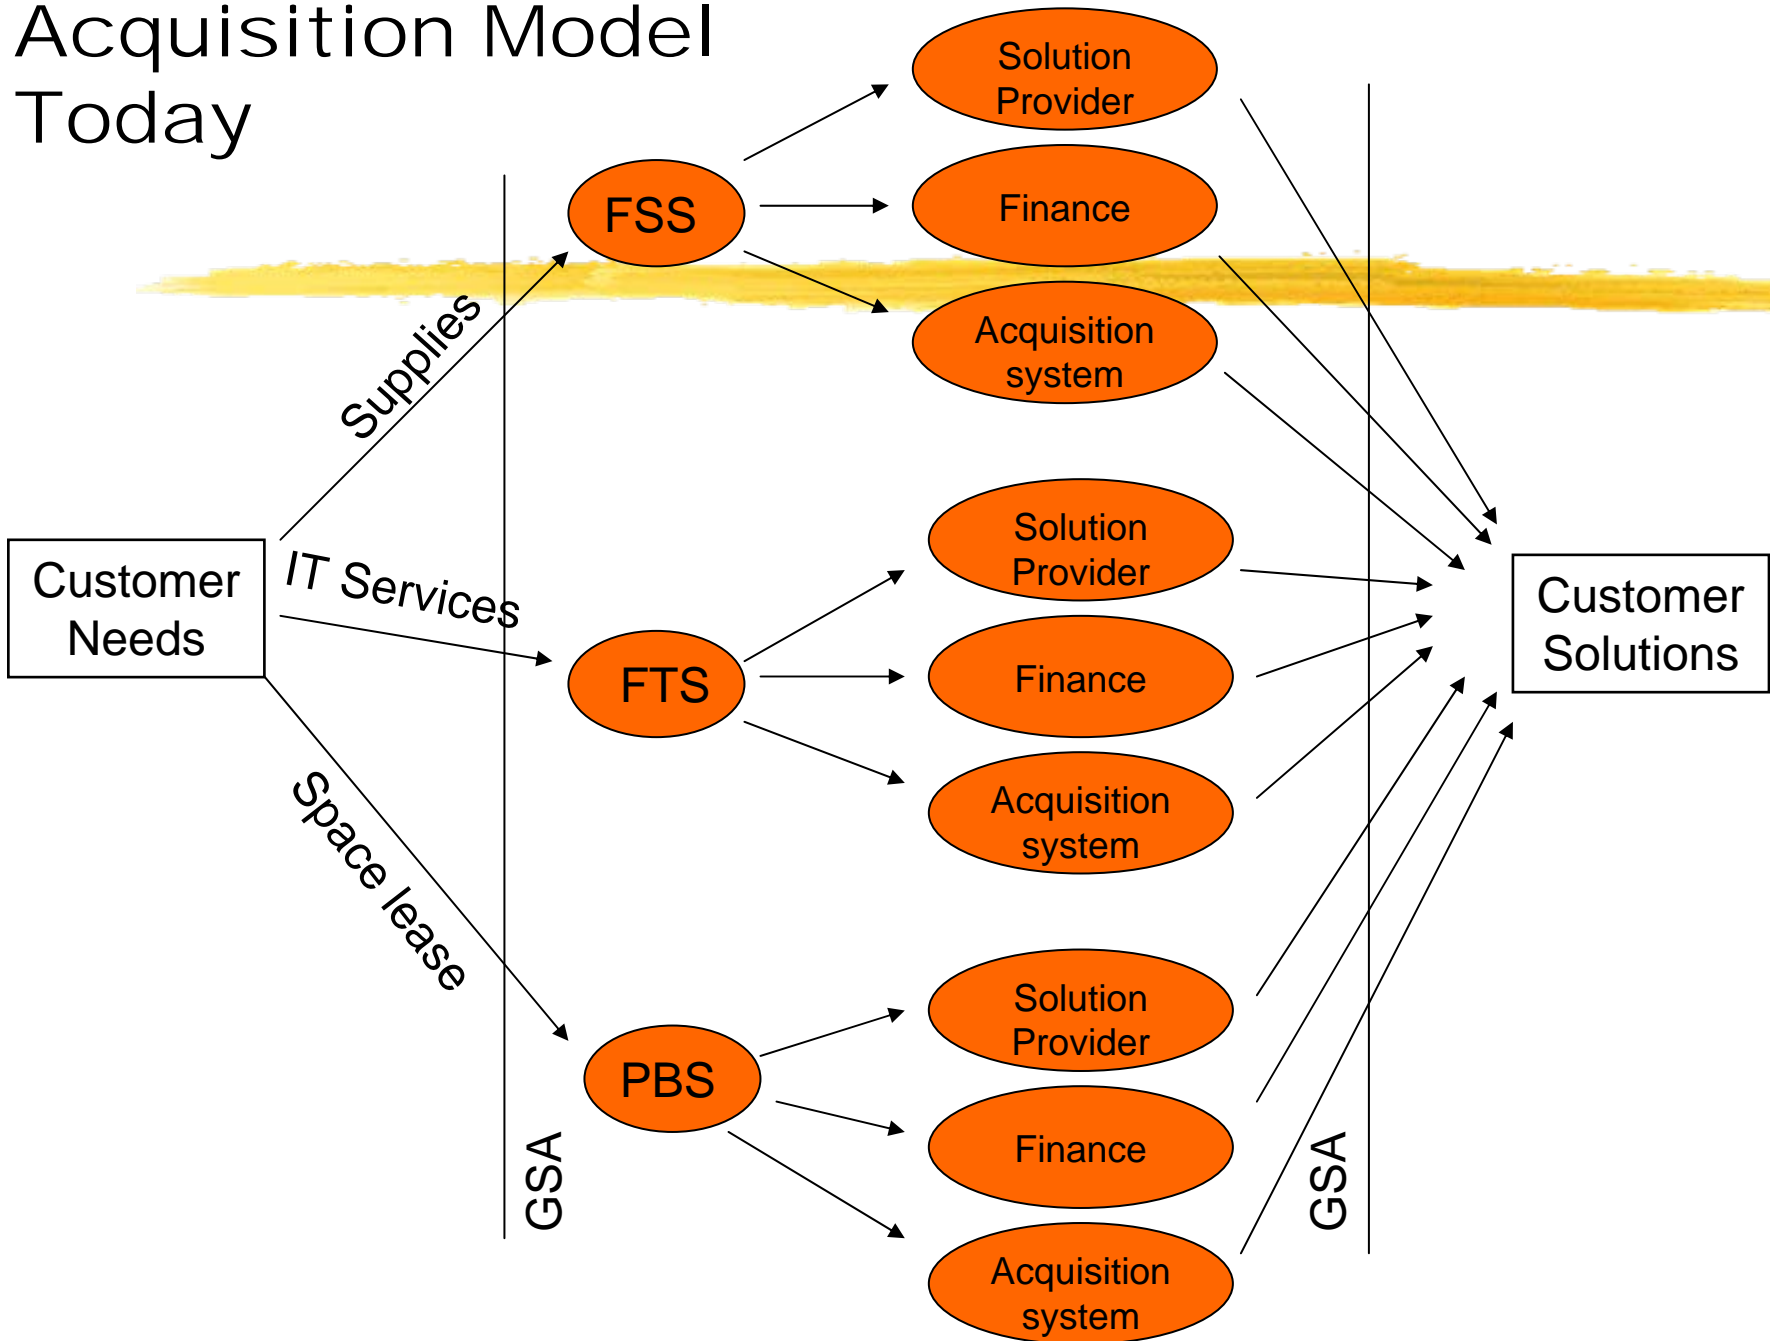 Acquisition Model
Today
Solution
Provider
FSS
Finance
Acquisition
system
Supplies
Customer
Needs
IT Services
FTS
Solution
Provider
Finance
Acquisition
system
Customer
Solutions
Space lease
PBS
Solution
Provider
Finance
Acquisition
system
GSA
GSA